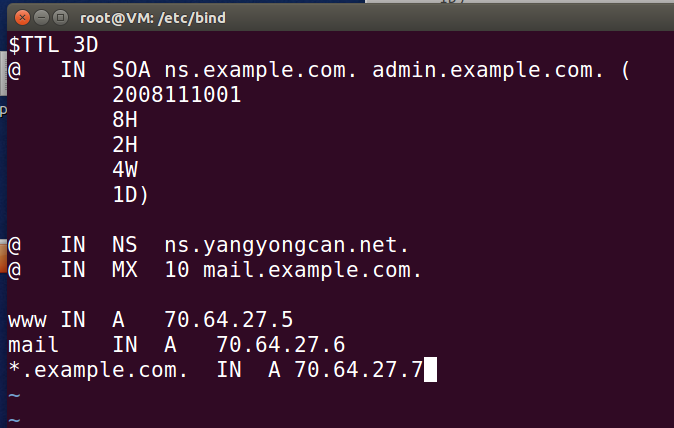 root@VM: /etc/bind
$TTL 3D
@ IN SOA ns.example.com. admin.example.com. (
2008111001
8H
2H
4W
1D)
@ IN NS ns.yangyongcan.net.
@ IN MX 10 mail.example.com.
www IN A 70.64.27.5
mail IN A 70.64.27.6
*.example.com. IN A 70.64.27.7
~
~